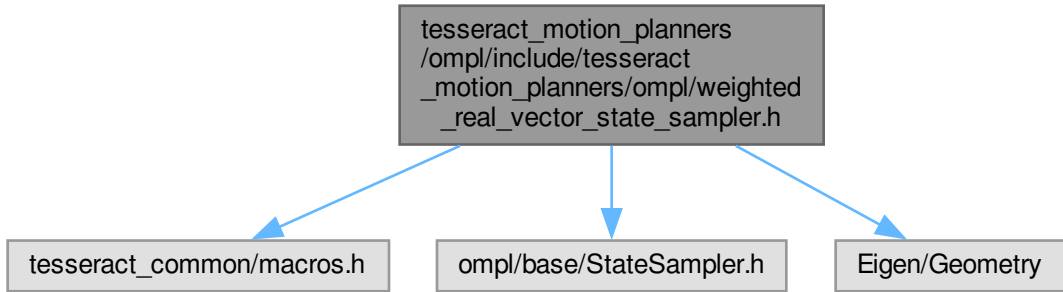 tesseract_motion_planners
/ompl/include/tesseract
_motion_planners/ompl/weighted
_real_vector_state_sampler.h
tesseract_common/macros.h
ompl/base/StateSampler.h
Eigen/Geometry